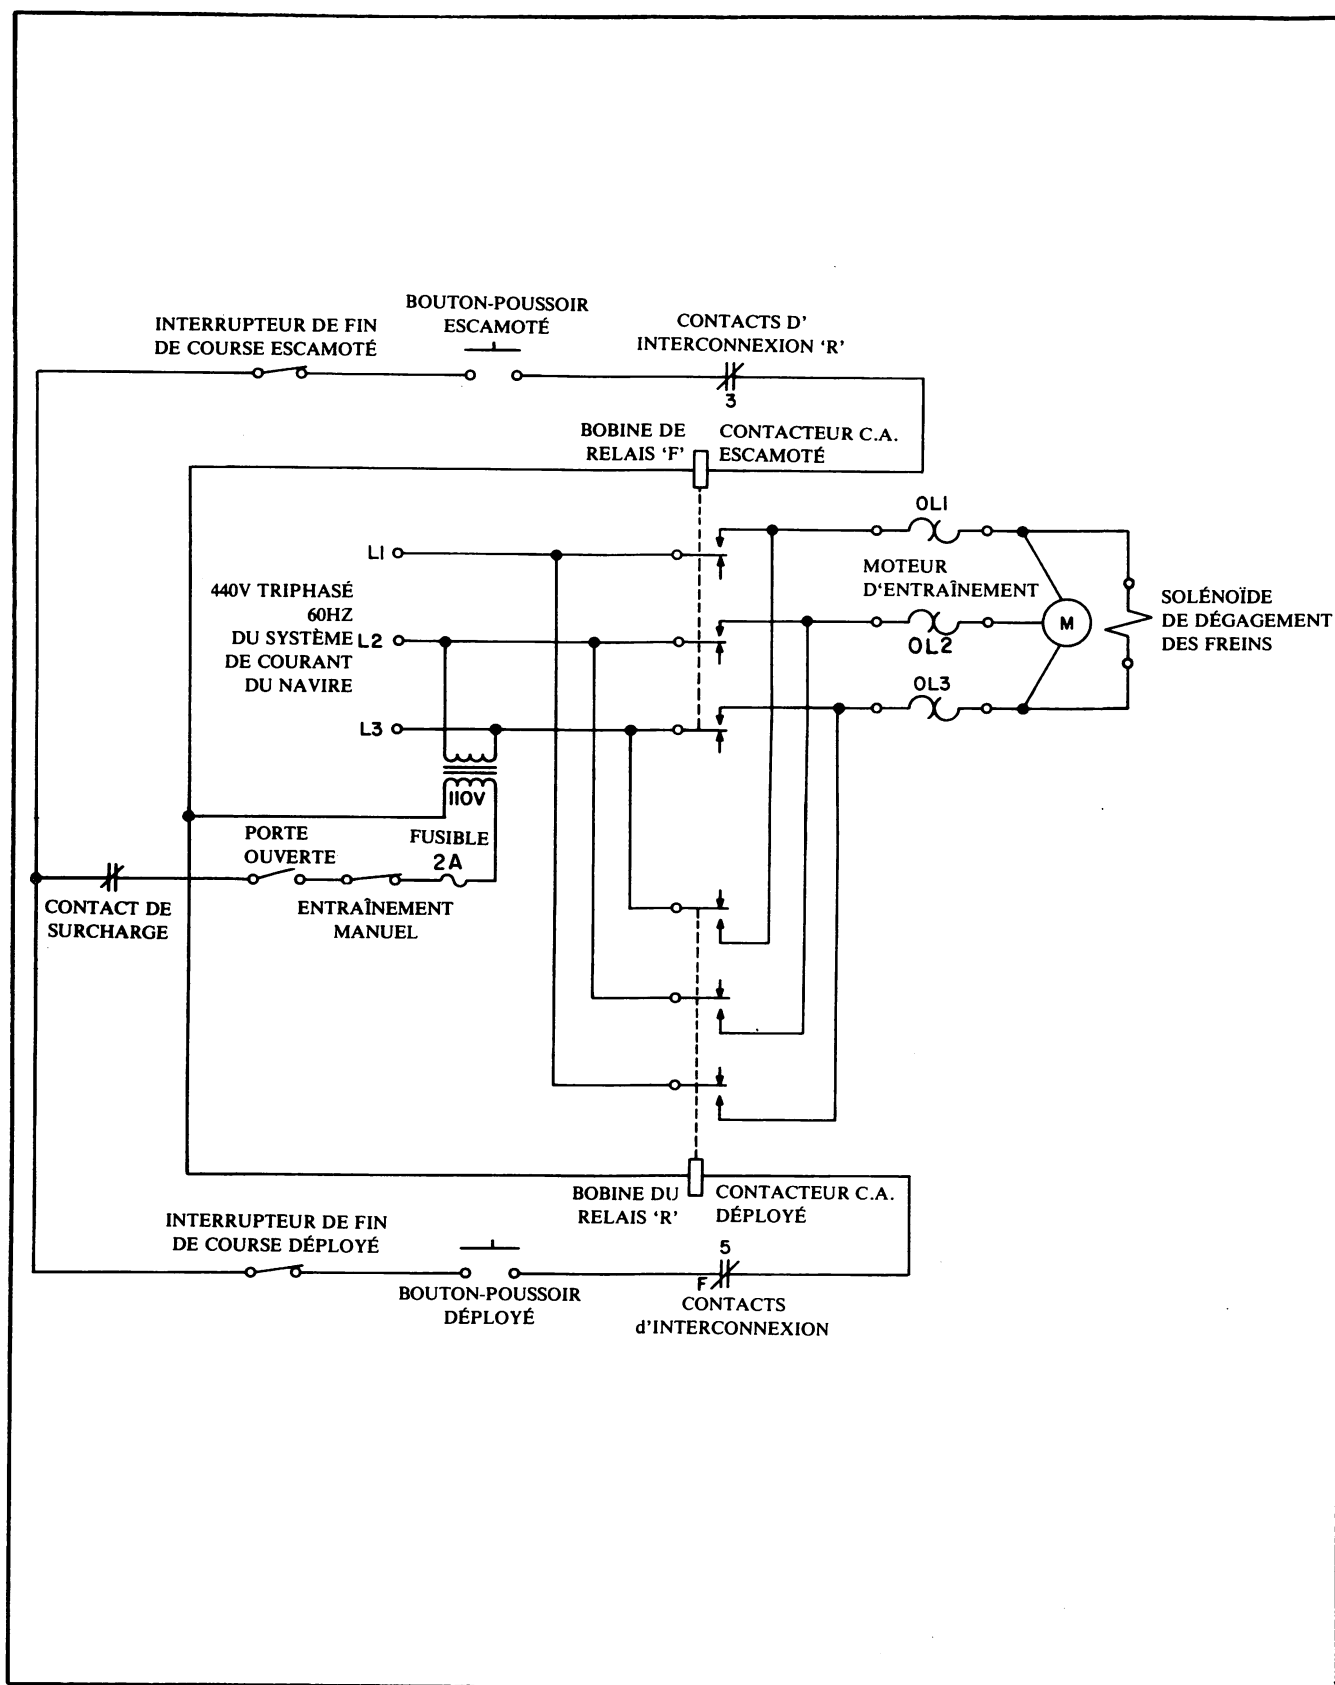 BOUTON-POUSSOIR
ESCAMOTÉ
INTERRUPTEUR DE FIN
DE COURSE ESCAMOTÉ
CONTACTS D'
INTERCONNEXION 'R'
3
BOBINE DE
RELAIS 'F'
CONTACTEUR C.A.
ESCAMOTÉ
OL1
L1
MOTEUR
D'ENTRAÎNEMENT
440V TRIPHASÉ
60HZ
DU SYSTÈME
DE COURANT
DU NAVIRE
L2
M
OL2
SOLÉNOÏDE
DE DÉGAGEMENT
DES FREINS
OL3
L3
110V
PORTE
OUVERTE
FUSIBLE
2A
CONTACT DE
SURCHARGE
ENTRAÎNEMENT
MANUEL
BOBINE DU
RELAIS 'R'
CONTACTEUR C.A.
DÉPLOYÉ
INTERRUPTEUR DE FIN
DE COURSE DÉPLOYÉ
5
F
BOUTON-POUSSOIR
DÉPLOYÉ
CONTACTS
d'INTERCONNEXION